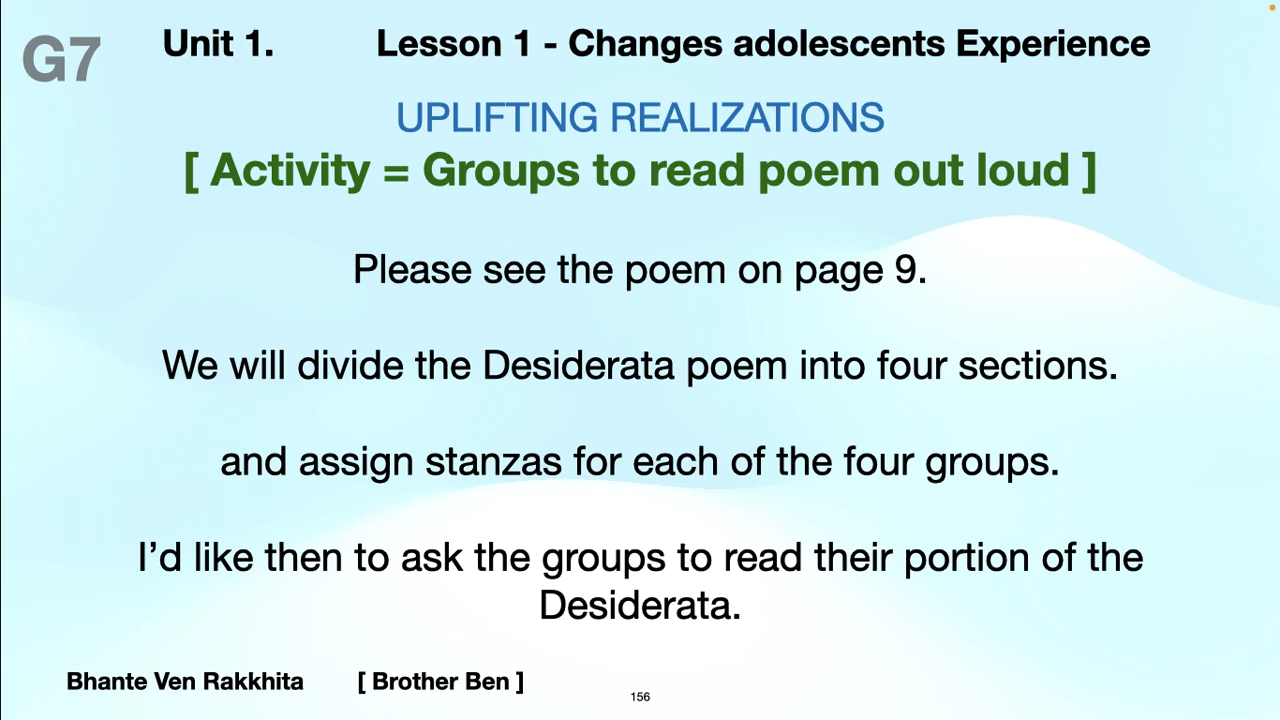 G7
Unit 1. Lesson 1 - Changes adolescents Experience
UPLIFTING REALIZATIONS
[ Activity = Groups to read poem out loud ]
Please see the poem on page 9.
We will divide the Desiderata poem into four sections.
and assign stanzas for each of the four groups.
I’d like then to ask the groups to read their portion of the
Desiderata.
Bhante Ven Rakkhita [ Brother Ben ]
156